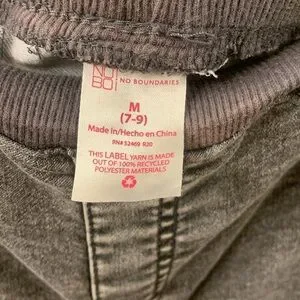 NO
BO
NO BOUNDARIES
M
(7-9)
Made in/Hecho en China
RN# 52469 R20
THIS LABEL YARN IS MADE
OUT OF 100% RECYCLED
POLYESTER MATERIALS